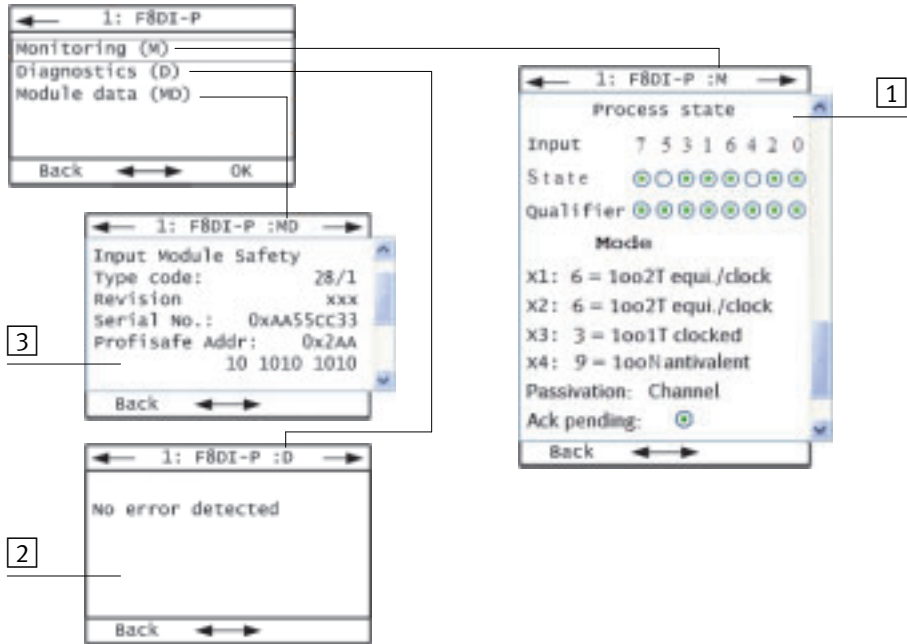 1: F8DI-P
Monitoring (M)
Diagnostics (D)
Module data (MD)
Back OK
1: F8DI-P :M
1
Process state
Input 7 5 3 1 6 4 2 0
State
Qualifier
Mode
X1: 6 = 1oo2T equi./clock
X2: 6 = 1oo2T equi./clock
X3: 3 = 1oo1T clocked
X4: 9 = 1ooN antivalent
Passivation: Channel
Ack pending:
Back
1: F8DI-P :MD
Input Module Safety
Type code: 28/1
Revision xxx
Serial No.: 0xAA55CC33
Profisafe Addr: 0x2AA
10 1010 1010
3
Back
1: F8DI-P :D
No error detected
2
Back